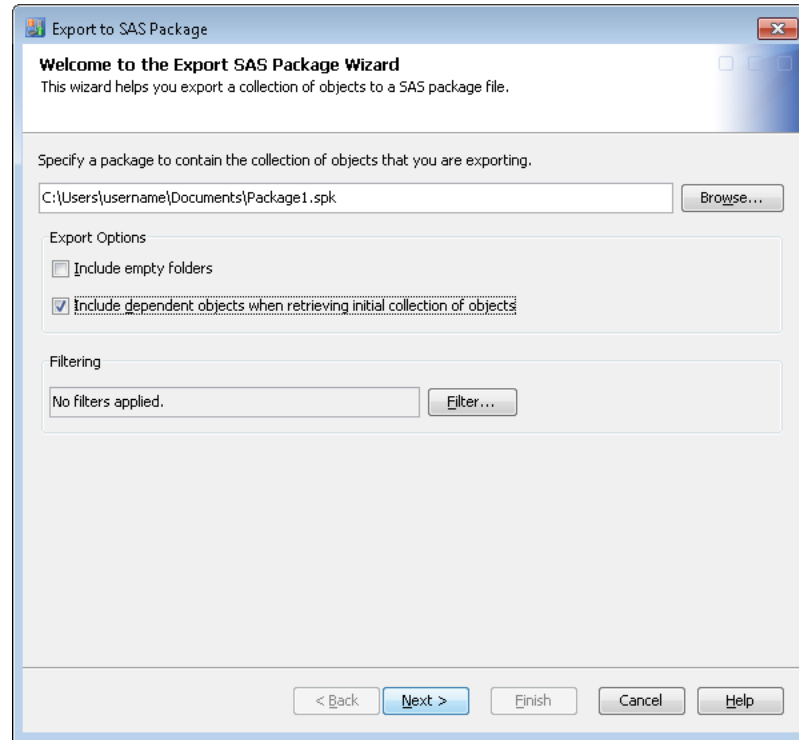 Export to SAS Package
Welcome to the Export SAS Package Wizard
This wizard helps you export a collection of objects to a SAS package file.
Specify a package to contain the collection of objects that you are exporting.
C:\Users\username\Documents\Package1.spk
Browse...
Export Options
Include empty folders
Include dependent objects when retrieving initial collection of objects
Filtering
No filters applied.
Filter...
< Back
Next >
Finish
Cancel
Help